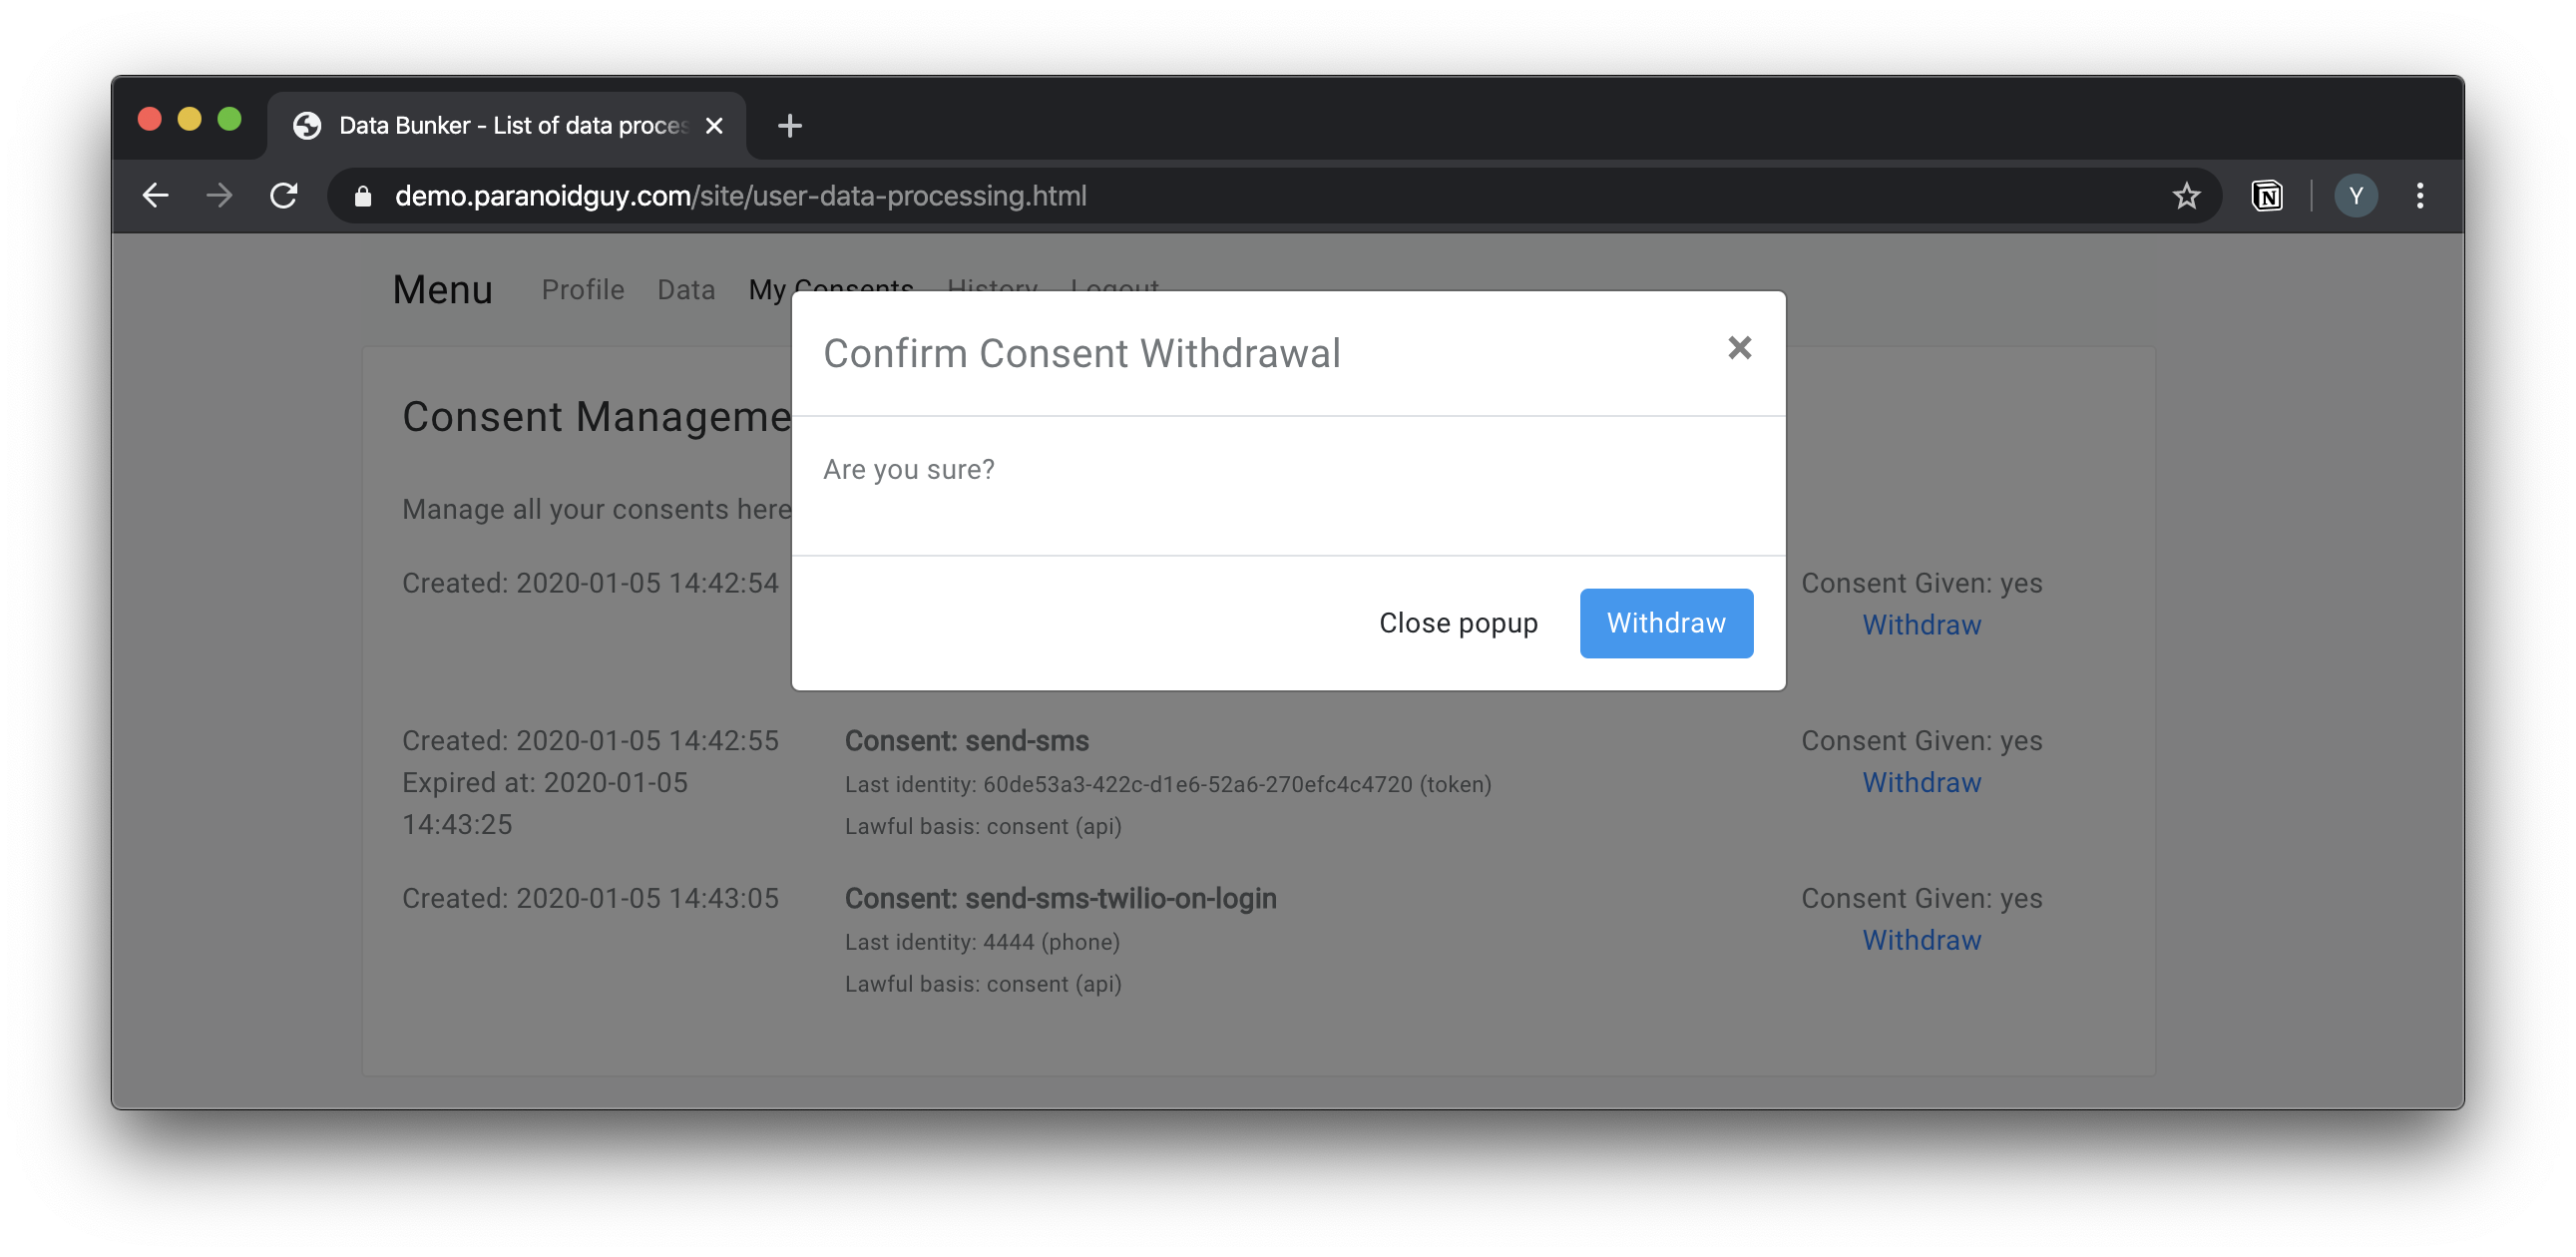 Data Bunker - List of data proces
demo.paranoidguy.com/site/user-data-processing.html
Y
Menu Profile Data My Consents History Logout
Confirm Consent Withdrawal
Consent Manageme
Are you sure?
Manage all your consents here
Created: 2020-01-05 14:42:54
Consent Given: yes
Close popup Withdraw
Withdraw
Created: 2020-01-05 14:42:55
Expired at: 2020-01-05
14:43:25
Consent: send-sms
Last identity: 60de53a3-422c-d1e6-52a6-270efc4c4720 (token)
Lawful basis: consent (api)
Consent Given: yes
Withdraw
Created: 2020-01-05 14:43:05
Consent: send-sms-twilio-on-login
Last identity: 4444 (phone)
Lawful basis: consent (api)
Consent Given: yes
Withdraw